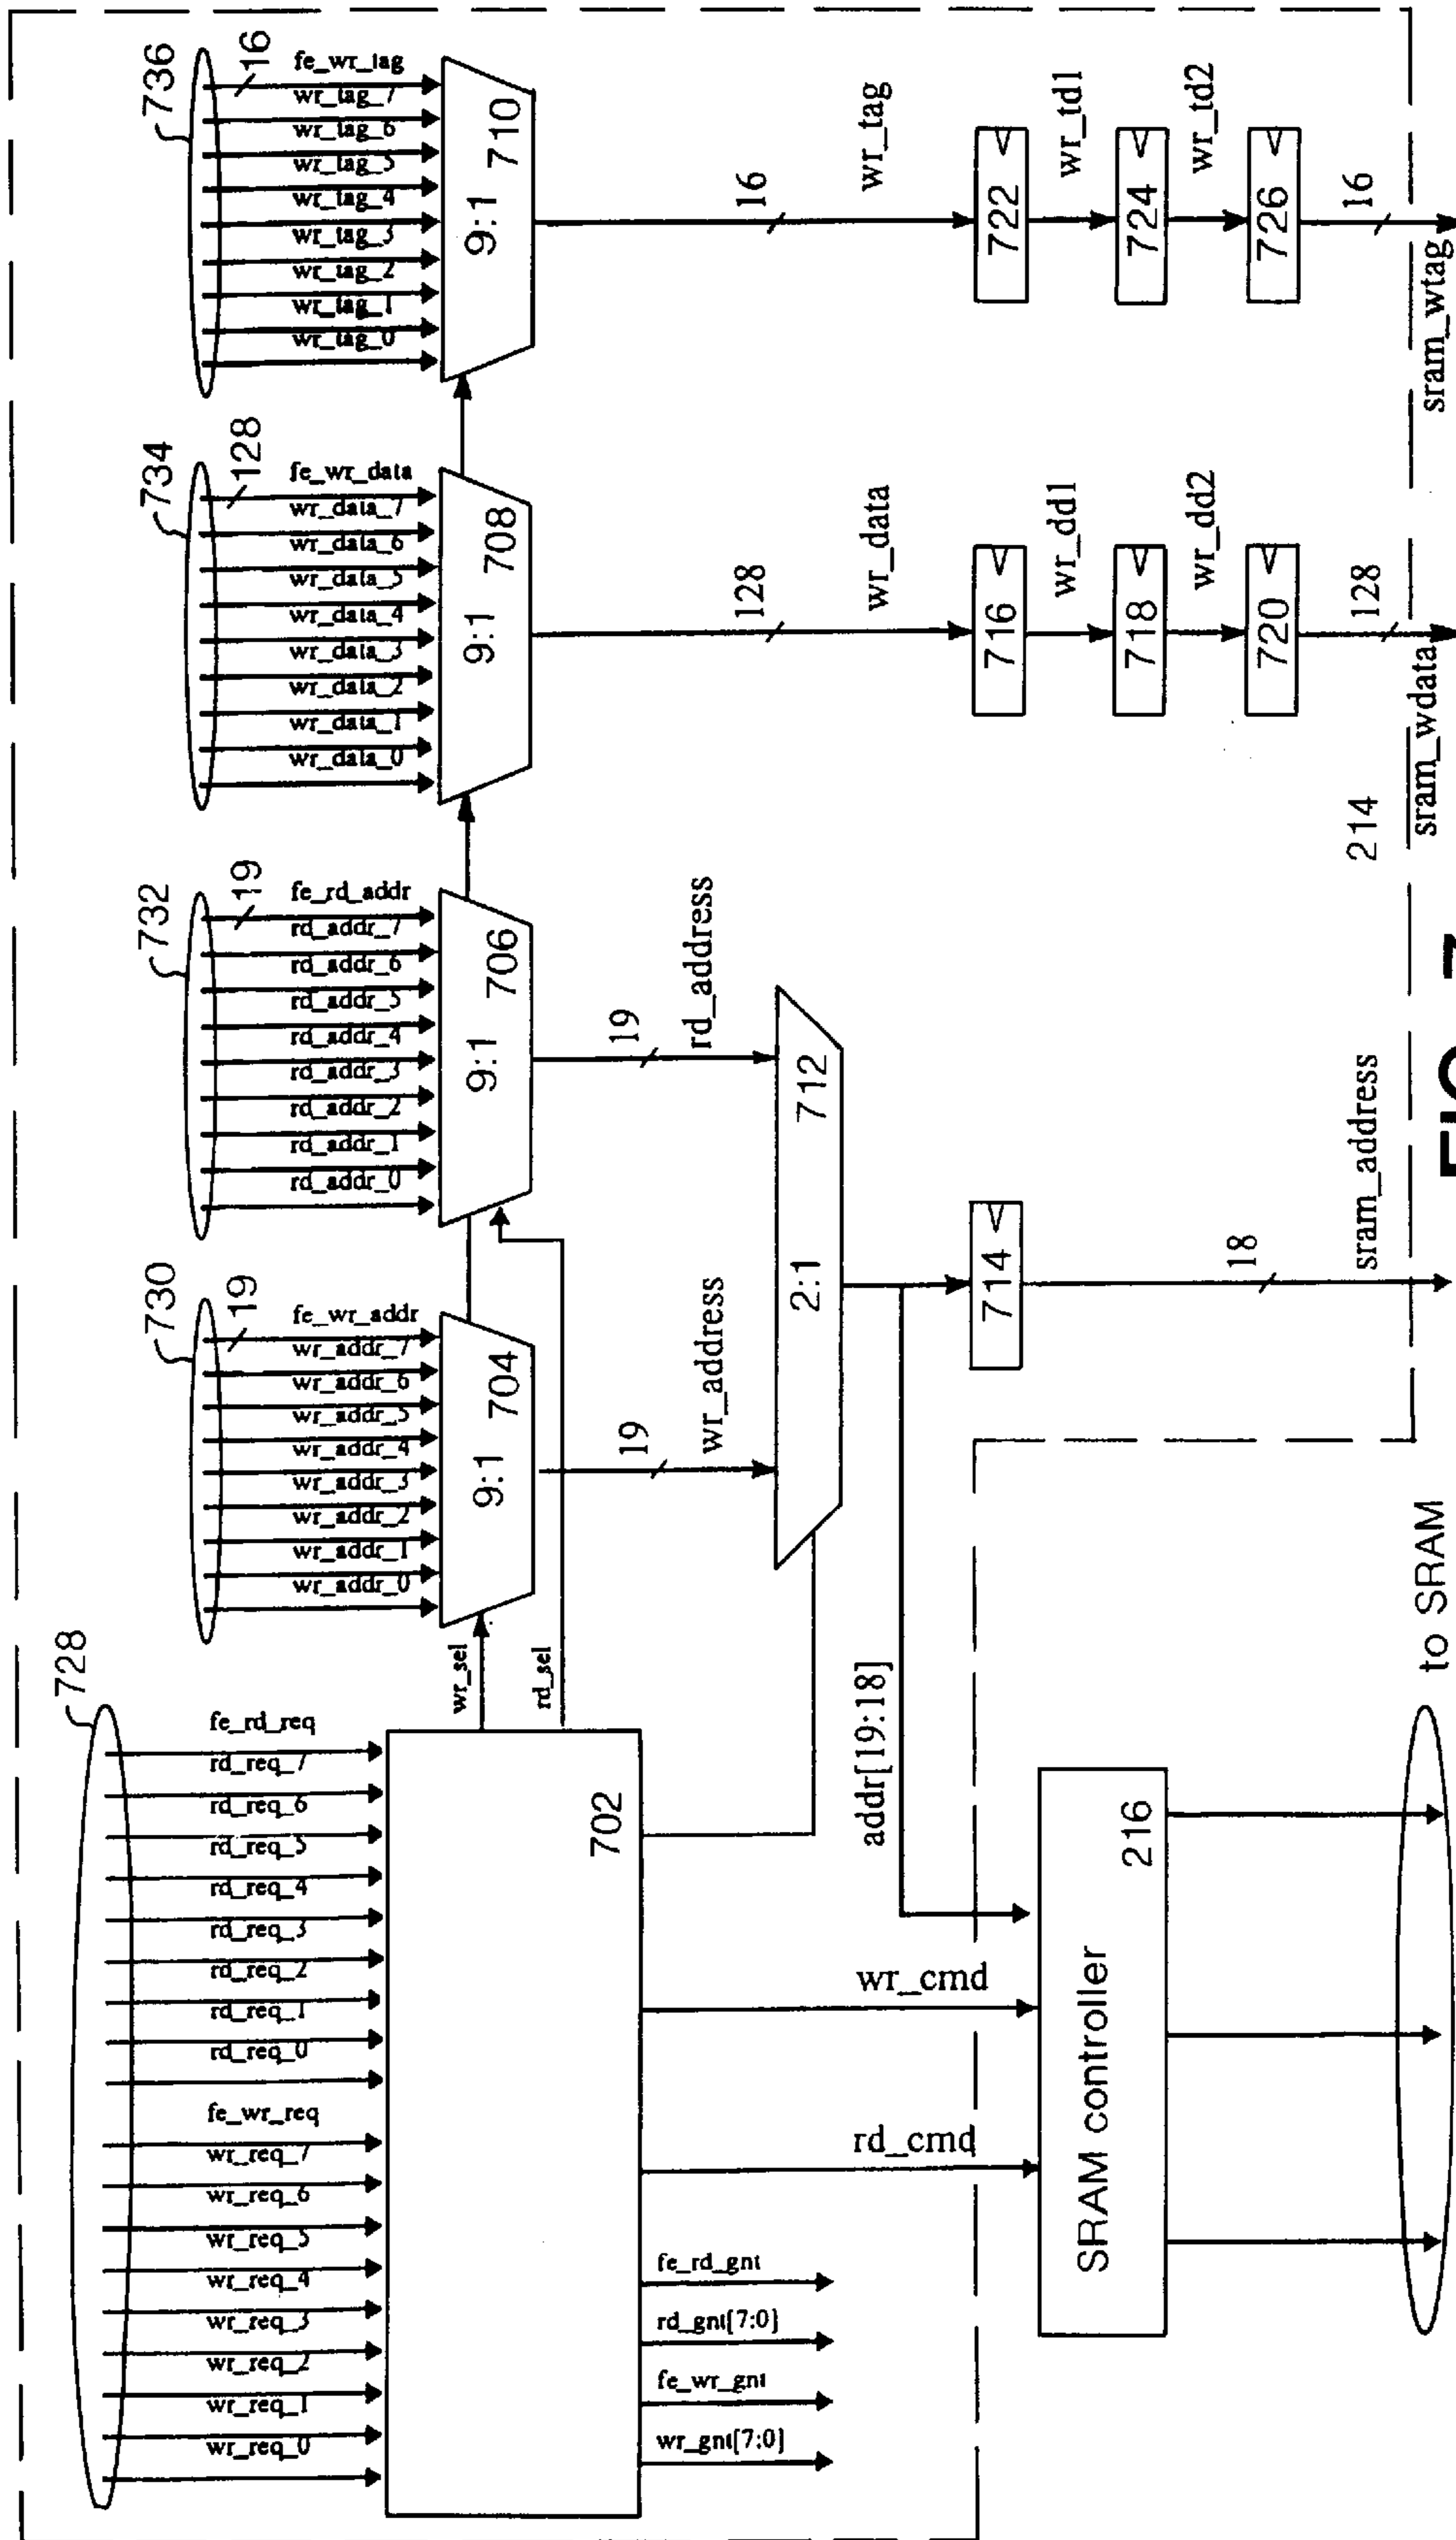 728
fe_rd_req
rd_req_7
rd_req_6
rd_req_5
rd_req_4
rd_req_3
rd_req_2
rd_req_1
rd_req_0
fe_wr_req
wr_req_7
wr_req_6
wr_req_5
wr_req_4
wr_req_3
wr_req_2
wr_req_1
wr_req_0
702
wr_sel
rd_sel
fe_rd_gnt
rd_gnt[7:0]
fe_wr_gnt
wr_gnt[7:0]
rd_cmd
wr_cmd
addr[19:18]
SRAM controller
216
to SRAM
730
19
fe_wr_addr
wr_addr_7
wr_addr_6
wr_addr_5
wr_addr_4
wr_addr_3
wr_addr_2
wr_addr_1
wr_addr_0
9:1
704
19
wr_address
732
19
fe_rd_addr
rd_addr_7
rd_addr_6
rd_addr_5
rd_addr_4
rd_addr_3
rd_addr_2
rd_addr_1
rd_addr_0
9:1
706
19
rd_address
2:1
712
714
18
sram_address
734
128
fe_wr_data
wr_data_7
wr_data_6
wr_data_5
wr_data_4
wr_data_3
wr_data_2
wr_data_1
wr_data_0
9:1
708
128
wr_data
716
wr_dd1
718
wr_dd2
720
128
sram_wdata
214
736
16
fe_wr_tag
wr_tag_7
wr_tag_6
wr_tag_5
wr_tag_4
wr_tag_3
wr_tag_2
wr_tag_1
wr_tag_0
9:1
710
16
wr_tag
722
wr_td1
724
wr_td2
726
16
sram_wtag